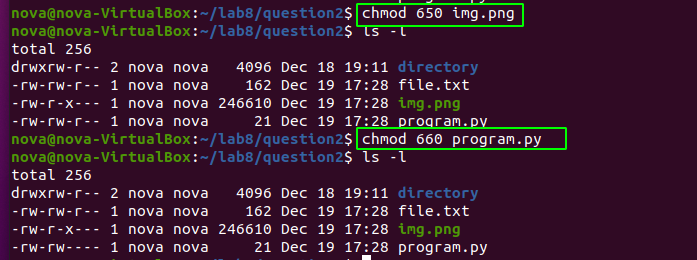 nova@nova-VirtualBox:~/lab8/question2$ chmod 650 img.png
nova@nova-VirtualBox:~/lab8/question2$ ls -l
total 256
drwxrw-r-- 2 nova nova   4096 Dec 18 19:11 directory
-rw-rw-r-- 1 nova nova    162 Dec 19 17:28 file.txt
-rw-r-x--- 1 nova nova 246610 Dec 19 17:28 img.png
-rw-rw-r-- 1 nova nova     21 Dec 19 17:28 program.py
nova@nova-VirtualBox:~/lab8/question2$ chmod 660 program.py
nova@nova-VirtualBox:~/lab8/question2$ ls -l
total 256
drwxrw-r-- 2 nova nova   4096 Dec 18 19:11 directory
-rw-rw-r-- 1 nova nova    162 Dec 19 17:28 file.txt
-rw-r-x--- 1 nova nova 246610 Dec 19 17:28 img.png
-rw-rw---- 1 nova nova     21 Dec 19 17:28 program.py